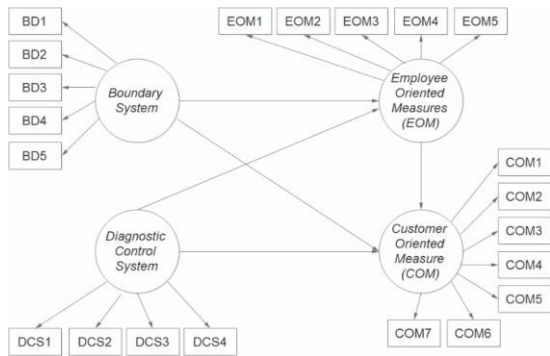 BD1
BD2
BD3
BD4
BD5
Boundary
System
EOM1
EOM2
EOM3
EOM4
EOM5
Employee
Oriented
Measures
(EOM)
Diagnostic
Control
System
DCS1
DCS2
DCS3
DCS4
Customer
Oriented
Measure
(COM)
COM1
COM2
COM3
COM4
COM5
COM6
COM7